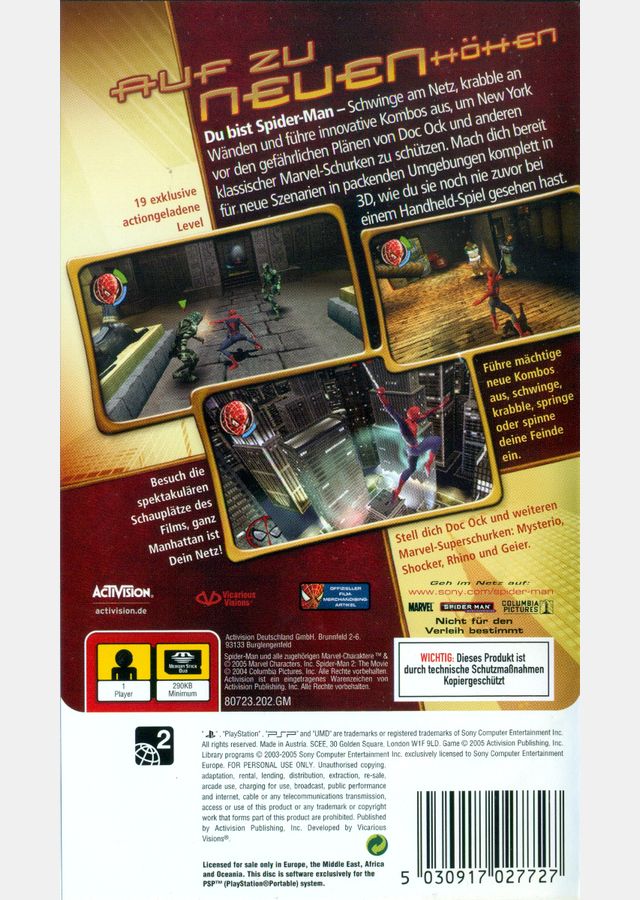 AUF ZU
NEUEN HÖHEN
Du bist Spider-Man – Schwinge am Netz, krabble an
Wänden und führe innovative Kombos aus, um New York
vor den gefährlichen Plänen von Doc Ock und anderen
klassischer Marvel-Schurken zu schützen. Mach dich bereit
für neue Szenarien in packenden Umgebungen komplett in
3D, wie du sie noch nie zuvor bei
einem Handheld-Spiel gesehen hast.
19 exklusive
actiongeladene
Level
Führe mächtige
neue Kombos
aus, schwinge,
krabble, springe
oder spinne
deine Feinde
ein.
Besuch die
spektakulären
Schauplätze des
Films, ganz
Manhattan ist
Dein Netz!
Stell dich Doc Ock und weiteren
Marvel-Superschurken: Mysterio,
Shocker, Rhino und Geier.
Geh im Netz auf:
www.sony.com/spider-man
ACTIVISION.
activision.de
Vicarious
Visions
OFFIZIELLER
FILM
MERCHANDISING
ARTIKEL
MARVEL
SPIDER-MAN
COLUMBIA
PICTURES
Nicht für den
Verleih bestimmt
Activision Deutschland GmbH, Brunnfeld 2-6,
93133 Burglengenfeld
Spider-Man und alle zugehörigen Marvel-Charaktere ™ &
© 2005 Marvel Characters, Inc. Spider-Man 2: The Movie
© 2004 Columbia Pictures, Inc. Alle Rechte vorbehalten.
Activision ist ein eingetragenes Warenzeichen von
Activision Publishing, Inc. Alle Rechte vorbehalten.
80723.202.GM
WICHTIG: Dieses Produkt ist
durch technische Schutzmaßnahmen
Kopiergeschützt
1
Player
MEMORY STICK
DUO
290KB
Minimum
2
"PlayStation", "PSP" and "UMD" are trademarks or registered trademarks of Sony Computer Entertainment Inc.
All rights reserved. Made in Austria. SCEE, 30 Golden Square, London W1F 9LD. Game © 2005 Activision Publishing, Inc.
Library programs © 2003-2005 Sony Computer Entertainment Inc. exclusively licensed to Sony Computer Entertainment
Europe. FOR PERSONAL USE ONLY. Unauthorised copying,
adaptation, rental, lending, distribution, extraction, re-sale,
arcade use, charging for use, broadcast, public performance
and internet, cable or any telecommunications transmission,
access or use of this product or any trademark or copyright
work that forms part of this product are prohibited. Published
by Activision Publishing, Inc. Developed by Vicarious
Visions®.
Licensed for sale only in Europe, the Middle East, Africa
and Oceania. This disc is software exclusively for the
PSP™ (PlayStation®Portable) system.
5 030917 027727